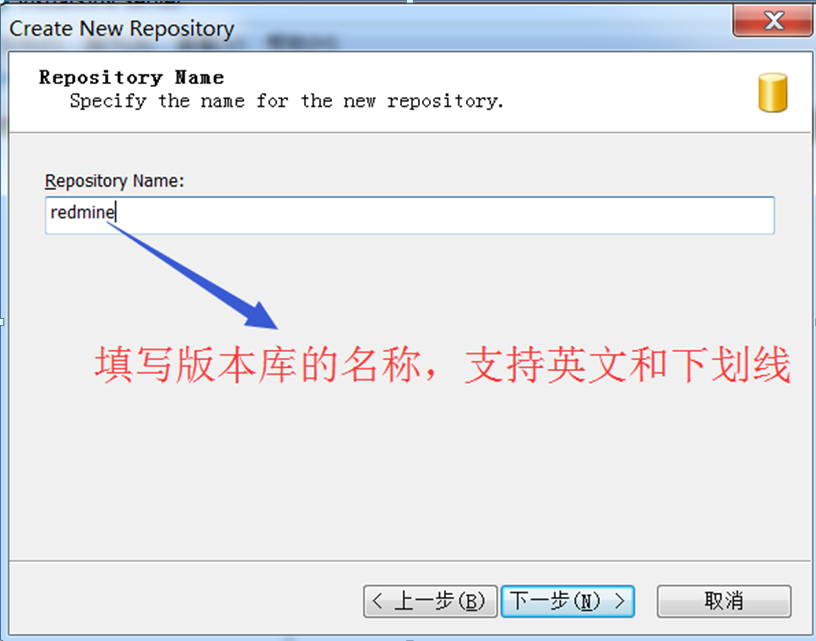 Create New Repository
Repository Name
Specify the name for the new repository.
Repository Name:
redmine
填写版本库的名称，支持英文和下划线
< 上一步(B)
下一步(N) >
取消